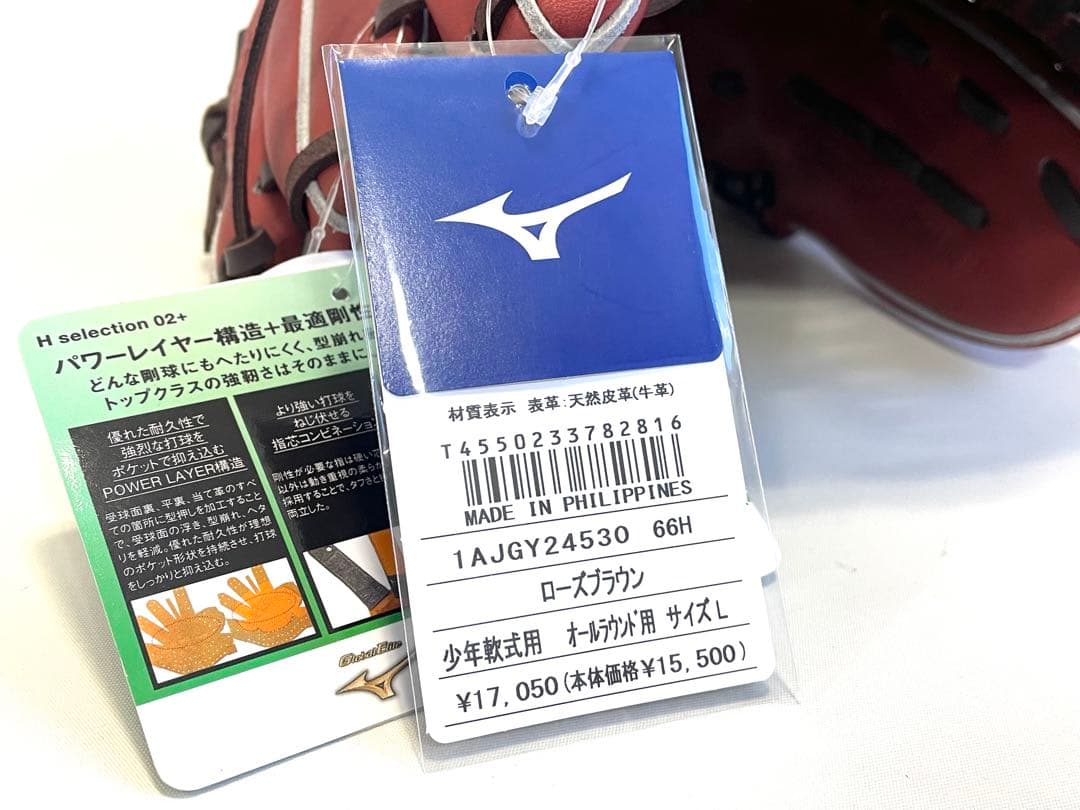 H selection 02+
パワーレイヤー構造+最適剛性
どんな剛球にもへたりにくく、型崩れ
トップクラスの強靭さはそのままに
優れた耐久性で
強烈な打球を
ポケットで抑え込む
POWER LAYER構造
受球面裏、平裏、当て革のすべ
ての箇所に型押しを加工すること
で、受球面の浮き、型崩れ、ヘタ
りを軽減。優れた耐久性が理想
のポケット形状を持続させ、打球
をしっかりと抑え込む。
より強い打球を
ねじ伏せる
指芯コンビネーション
剛性が必要な指は硬い
以外は動き重視の柔らか
採用することで、タフさと
両立した。
Global Elite
材質表示 表革:天然皮革(牛革)
T4550233782816
MADE IN PHILIPPINES
1AJGY24530 66H
ローズブラウン
少年軟式用 オールラウンド用 サイズL
¥17,050(本体価格¥15,500)